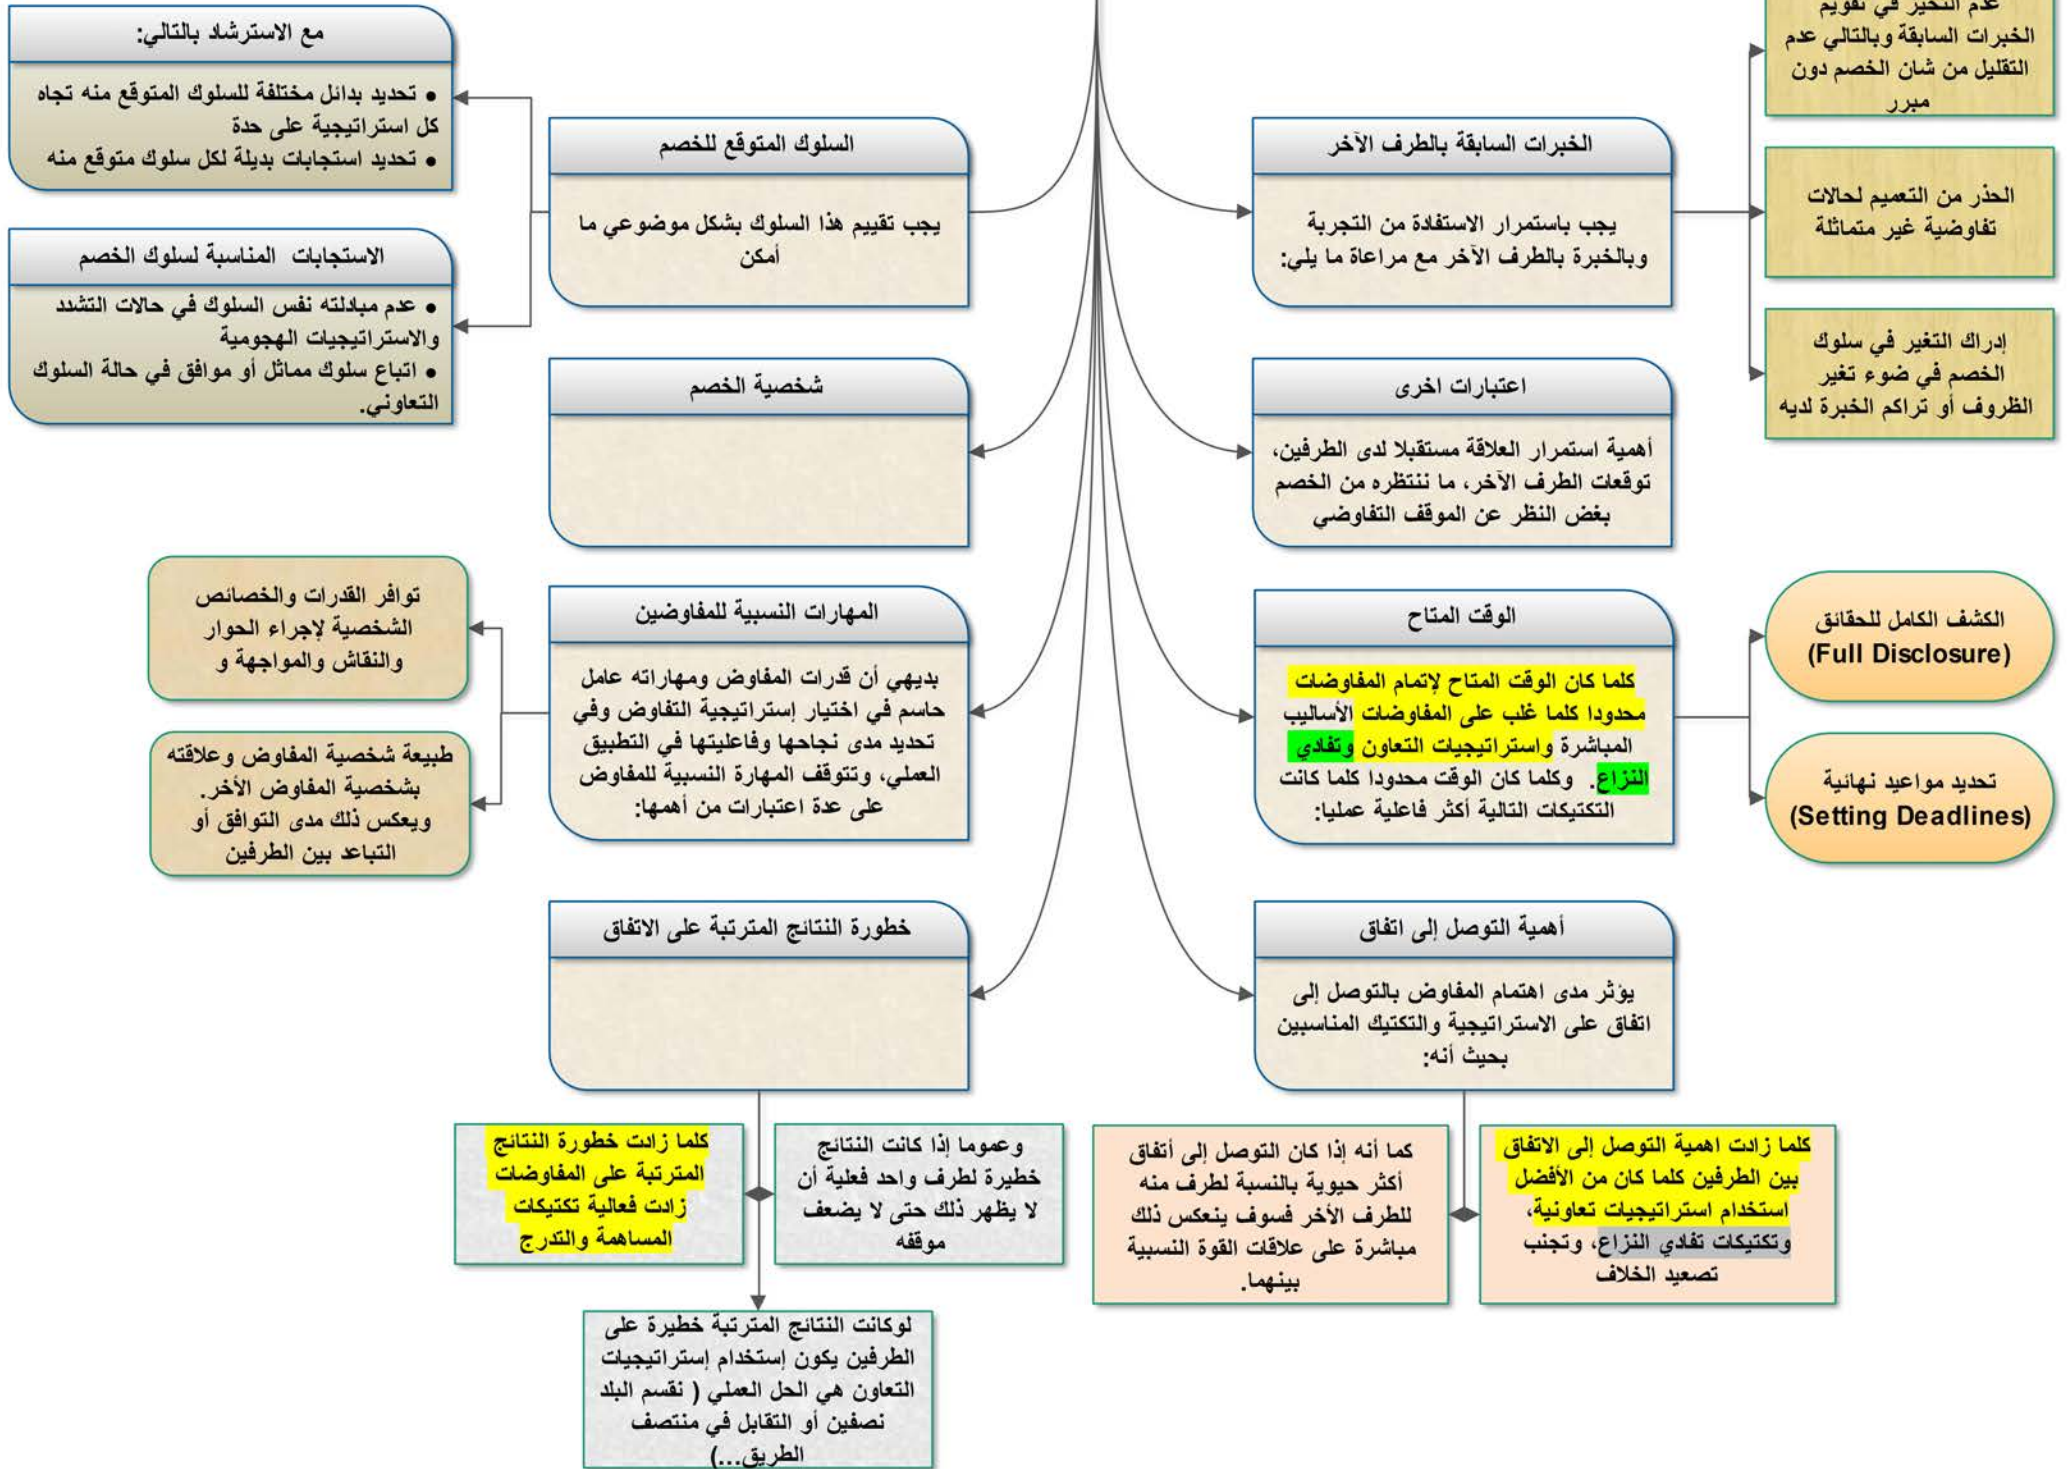 عدم التحيز في تقويم
الخبرات السابقة وبالتالي عدم
التقليل من شان الخصم دون
مبرر
الخبرات السابقة بالطرف الآخر
يجب باستمرار الاستفادة من التجربة
وبالخبرة بالطرف الآخر مع مراعاة ما يلي:
الحذر من التعميم لحالات
تفاوضية غير متماثلة
إدراك التغير في سلوك
الخصم في ضوء تغير
الظروف أو تراكم الخبرة لديه
السلوك المتوقع للخصم
يجب تقييم هذا السلوك بشكل موضوعي ما
أمكن
مع الاسترشاد بالتالي:
• تحديد بدائل مختلفة للسلوك المتوقع منه تجاه
كل استراتيجية على حدة
• تحديد استجابات بديلة لكل سلوك متوقع منه
الاستجابات المناسبة لسلوك الخصم
• عدم مبادلته نفس السلوك في حالات التشدد
والاستراتيجيات الهجومية
• اتباع سلوك مماثل أو موافق في حالة السلوك
التعاوني.
اعتبارات اخرى
أهمية استمرار العلاقة مستقبلا لدى الطرفين،
توقعات الطرف الآخر، ما ننتظره من الخصم
بغض النظر عن الموقف التفاوضي
شخصية الخصم
الوقت المتاح
كلما كان الوقت المتاح لإتمام المفاوضات
محدودا كلما غلب على المفاوضات الأساليب
المباشرة واستراتيجيات التعاون وتفادي
النزاع. وكلما كان الوقت محدودا كلما كانت
التكتيكات التالية أكثر فاعلية عمليا:
الكشف الكامل للحقائق
(Full Disclosure)
تحديد مواعيد نهائية
(Setting Deadlines)
المهارات النسبية للمفاوضين
بديهي أن قدرات المفاوض ومهاراته عامل
حاسم في اختيار إستراتيجية التفاوض وفي
تحديد مدى نجاحها وفاعليتها في التطبيق
العملي، وتتوقف المهارة النسبية للمفاوض
على عدة اعتبارات من أهمها:
توافر القدرات والخصائص
الشخصية لإجراء الحوار
والنقاش والمواجهة و
طبيعة شخصية المفاوض وعلاقته
بشخصية المفاوض الأخر.
ويعكس ذلك مدى التوافق أو
التباعد بين الطرفين
أهمية التوصل إلى اتفاق
يؤثر مدى اهتمام المفاوض بالتوصل إلى
اتفاق على الاستراتيجية والتكتيك المناسبين
بحيث أنه:
كلما زادت اهمية التوصل إلى الاتفاق
بين الطرفين كلما كان من الأفضل
استخدام استراتيجيات تعاونية،
وتكتيكات تفادي النزاع، وتجنب
تصعيد الخلاف
كما أنه إذا كان التوصل إلى أتفاق
أكثر حيوية بالنسبة لطرف منه
للطرف الأخر فسوف ينعكس ذلك
مباشرة على علاقات القوة النسبية
بينهما.
خطورة النتائج المترتبة على الاتفاق
وعموما إذا كانت النتائج
خطيرة لطرف واحد فعلية أن
لا يظهر ذلك حتى لا يضعف
موقفه
كلما زادت خطورة النتائج
المترتبة على المفاوضات
زادت فعالية تكتيكات
المساهمة والتدرج
لوكانت النتائج المترتبة خطيرة على
الطرفين يكون إستخدام إستراتيجيات
التعاون هي الحل العملي ( نقسم البلد
نصفين أو التقابل في منتصف
الطريق...)